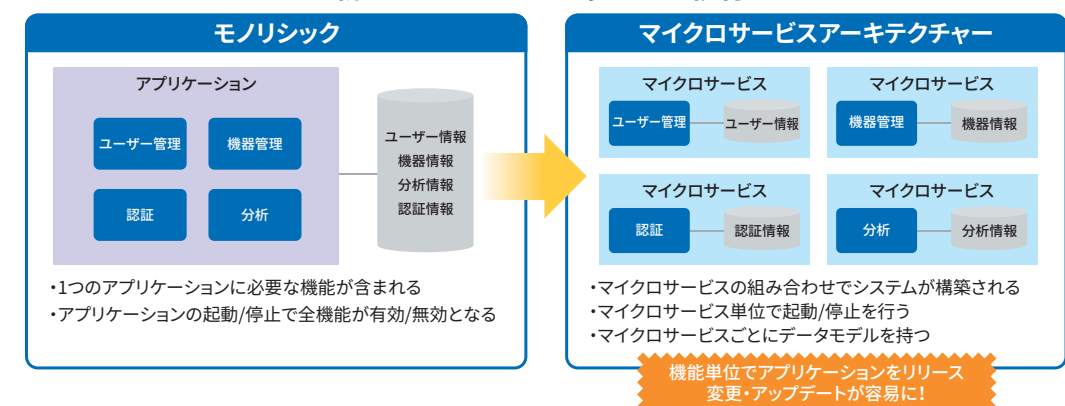 モノリシック
アプリケーション
ユーザー管理
機器管理
認証
分析
ユーザー情報
機器情報
分析情報
認証情報
・1つのアプリケーションに必要な機能が含まれる
・アプリケーションの起動/停止で全機能が有効/無効となる
マイクロサービスアーキテクチャー
マイクロサービス
ユーザー管理
ユーザー情報
マイクロサービス
機器管理
機器情報
マイクロサービス
認証
認証情報
マイクロサービス
分析
分析情報
・マイクロサービスの組み合わせでシステムが構築される
・マイクロサービス単位で起動/停止を行う
・マイクロサービスごとにデータモデルを持つ
機能単位でアプリケーションをリリース
変更・アップデートが容易に!